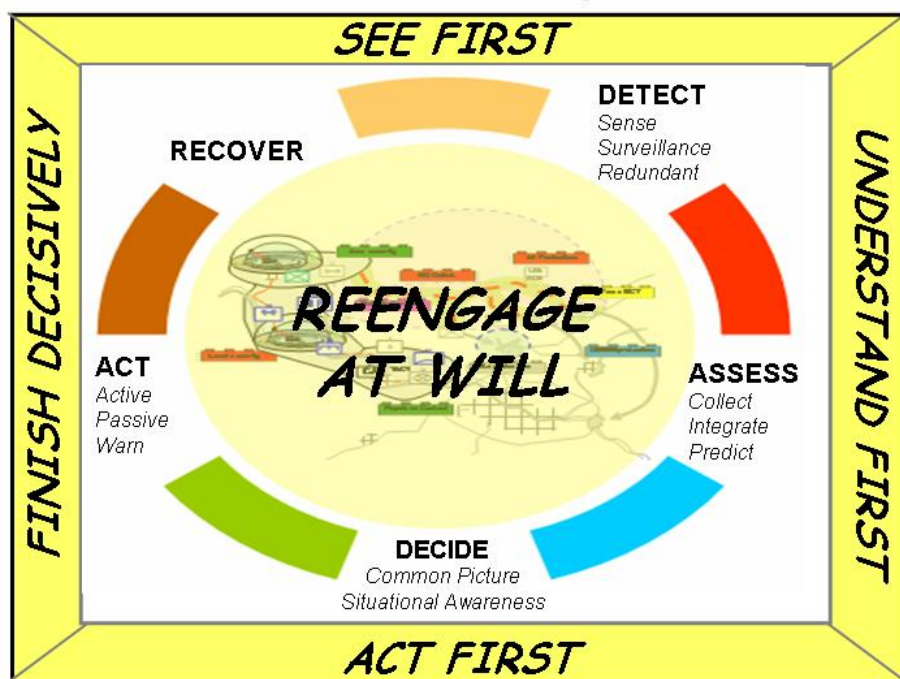 SEE FIRST
DETECT
Sense
Surveillance
Redundant
RECOVER
UNDERSTAND FIRST
FINISH DECISIVELY
REENGAGE
AT WILL
ACT
Active
Passive
Warn
ASSESS
Collect
Integrate
Predict
DECIDE
Common Picture
Situational Awareness
ACT FIRST